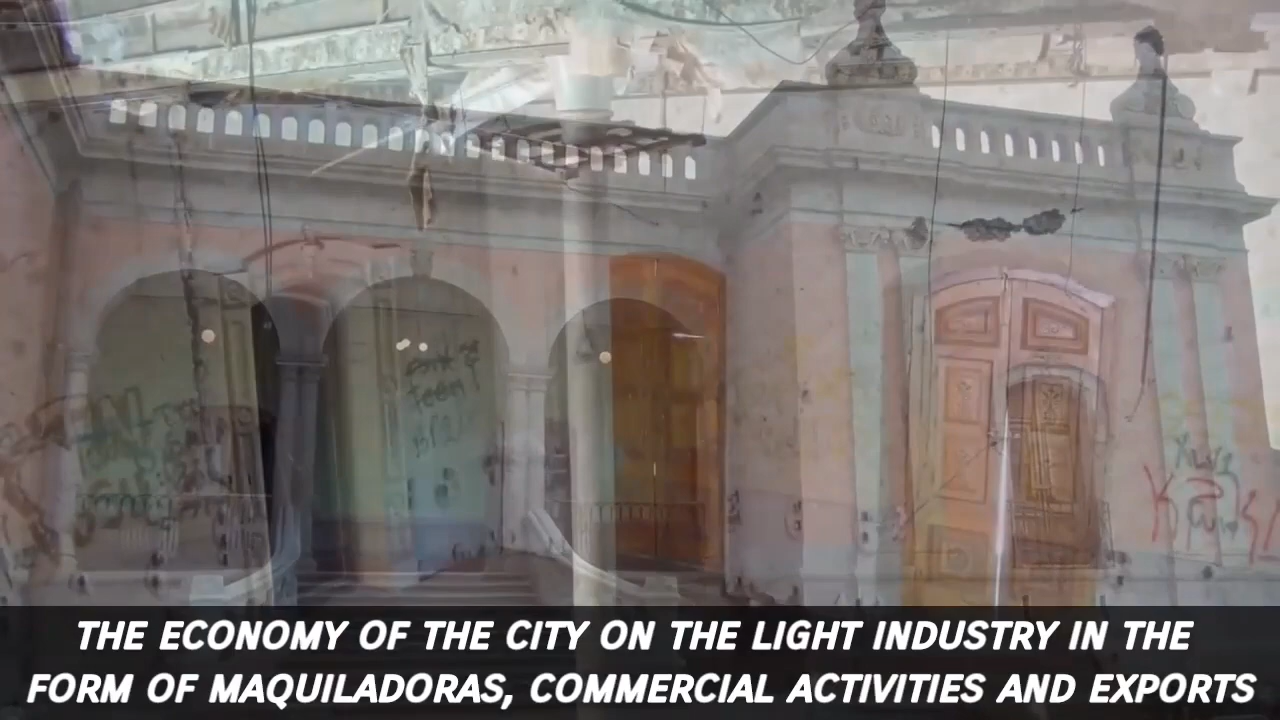 THE ECONOMY OF THE CITY ON THE LIGHT INDUSTRY IN THE
FORM OF MAQUILADORAS, COMMERCIAL ACTIVITIES AND EXPORTS